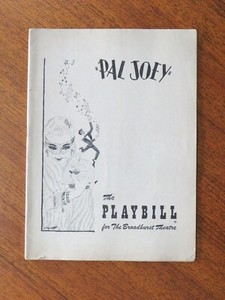 PAL JOEY
The
PLAYBILL
for The Broadhurst Theatre